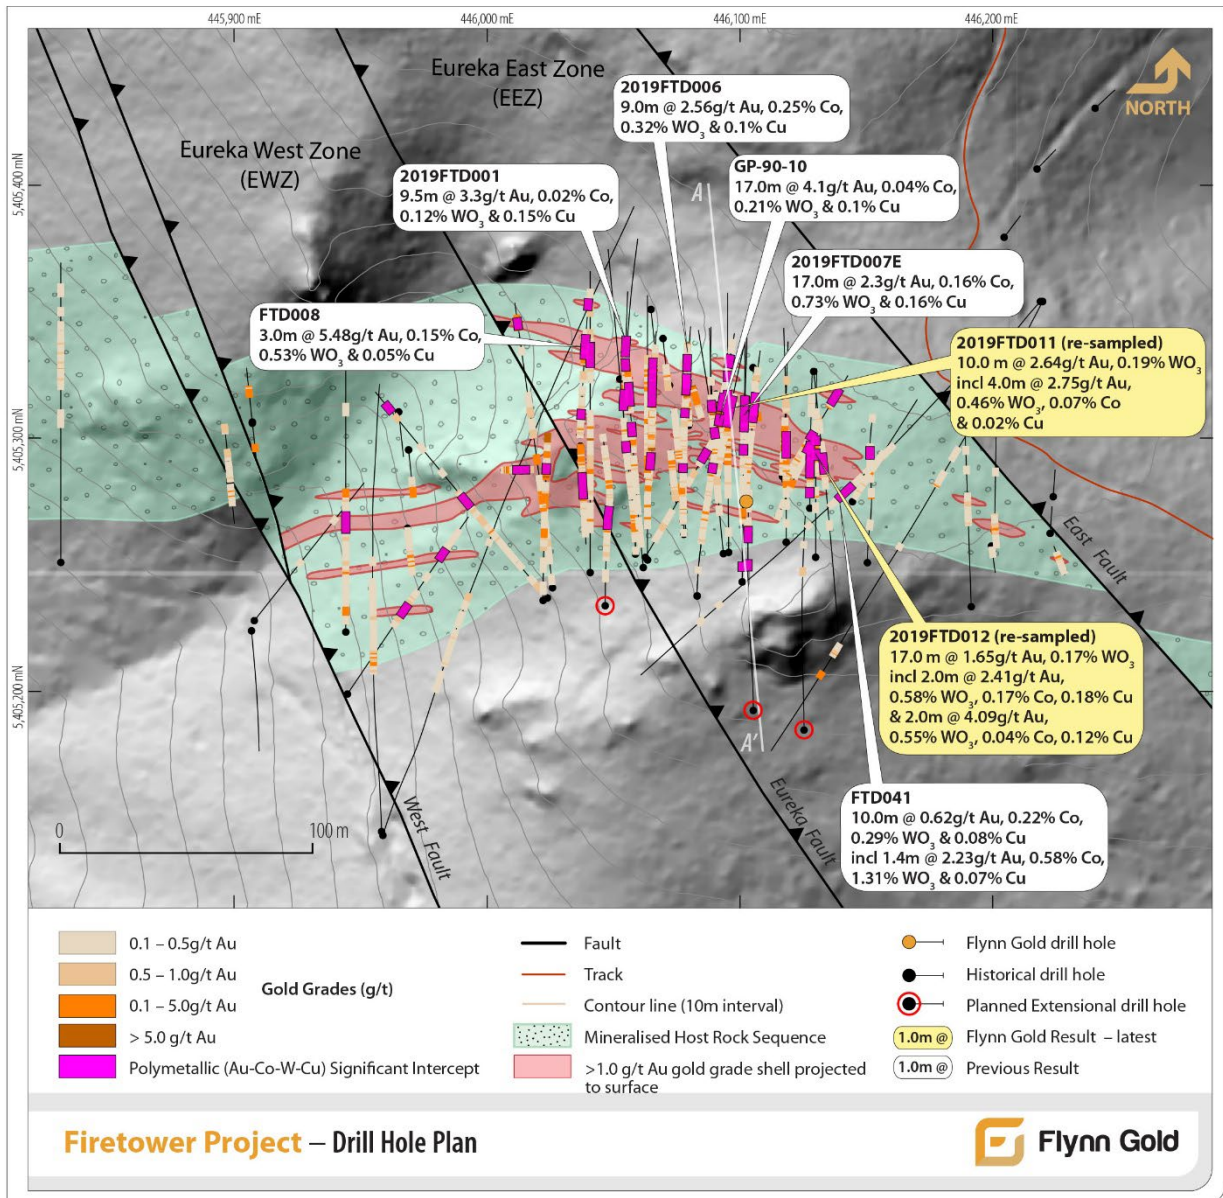 445,900 mE
446,000 mE
446,100 mE
446,200 mE
5,405,400 mN
5,405,300 mN
5,405,200 mN
NORTH
Eureka East Zone
(EEZ)
Eureka West Zone
(EWZ)
2019FTD006
9.0m @ 2.56g/t Au, 0.25% Co,
0.32% WO₃ & 0.1% Cu
2019FTD001
9.5m @ 3.3g/t Au, 0.02% Co,
0.12% WO₃ & 0.15% Cu
GP-90-10
17.0m @ 4.1g/t Au, 0.04% Co,
0.21% WO₃ & 0.1% Cu
2019FTD007E
17.0m @ 2.3g/t Au, 0.16% Co,
0.73% WO₃ & 0.16% Cu
FTD008
3.0m @ 5.48g/t Au, 0.15% Co,
0.53% WO₃ & 0.05% Cu
2019FTD011 (re-sampled)
10.0 m @ 2.64g/t Au, 0.19% WO₃
incl 4.0m @ 2.75g/t Au,
0.46% WO₃, 0.07% Co
& 0.02% Cu
2019FTD012 (re-sampled)
17.0 m @ 1.65g/t Au, 0.17% WO₃
incl 2.0m @ 2.41g/t Au,
0.58% WO₃, 0.17% Co, 0.18% Cu
& 2.0m @ 4.09g/t Au,
0.55% WO₃, 0.04% Co, 0.12% Cu
FTD041
10.0m @ 0.62g/t Au, 0.22% Co,
0.29% WO₃ & 0.08% Cu
incl 1.4m @ 2.23g/t Au, 0.58% Co,
1.31% WO₃ & 0.07% Cu
A
A'
East Fault
West Fault
Eureka Fault
0
100 m
0.1 – 0.5g/t Au
0.5 – 1.0g/t Au
0.1 – 5.0g/t Au
> 5.0 g/t Au
Gold Grades (g/t)
Polymetallic (Au-Co-W-Cu) Significant Intercept
Fault
Track
Contour line (10m interval)
Mineralised Host Rock Sequence
>1.0 g/t Au gold grade shell projected
to surface
Flynn Gold drill hole
Historical drill hole
Planned Extensional drill hole
1.0m @ Flynn Gold Result – latest
1.0m @ Previous Result
Firetower Project – Drill Hole Plan
Flynn Gold